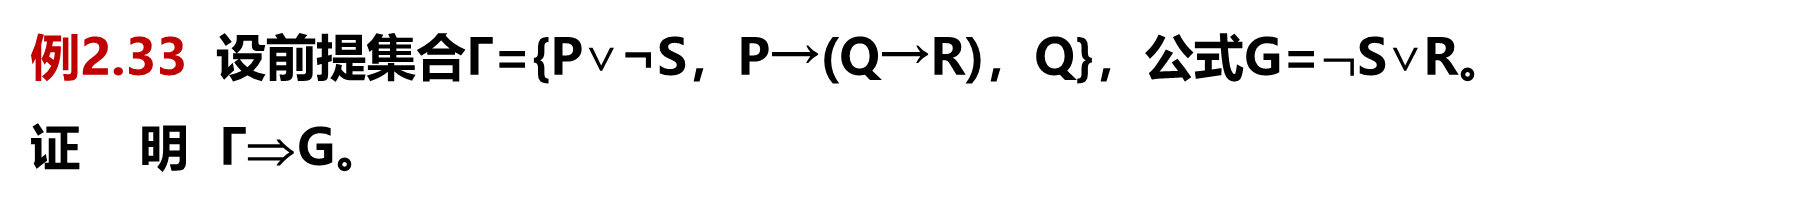 例2.33 设前提集合Γ={P∨¬S，P→(Q→R)，Q}，公式G=¬S∨R。
证 明 Γ⇒G。